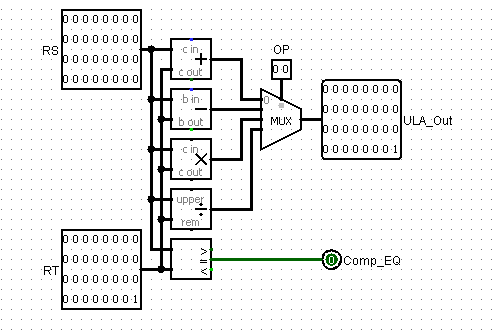 RS
0 0 0 0 0 0 0 0
0 0 0 0 0 0 0 0
0 0 0 0 0 0 0 0
0 0 0 0 0 0 0 0
c in
+
c out
b in
−
b out
c in
×
c out
upper
÷
rem
>
=
<
OP
0 0
0
MUX
0 0 0 0 0 0 0 0
0 0 0 0 0 0 0 0
0 0 0 0 0 0 0 0
0 0 0 0 0 0 0 1
ULA_Out
RT
0 0 0 0 0 0 0 0
0 0 0 0 0 0 0 0
0 0 0 0 0 0 0 0
0 0 0 0 0 0 0 1
0
Comp_EQ